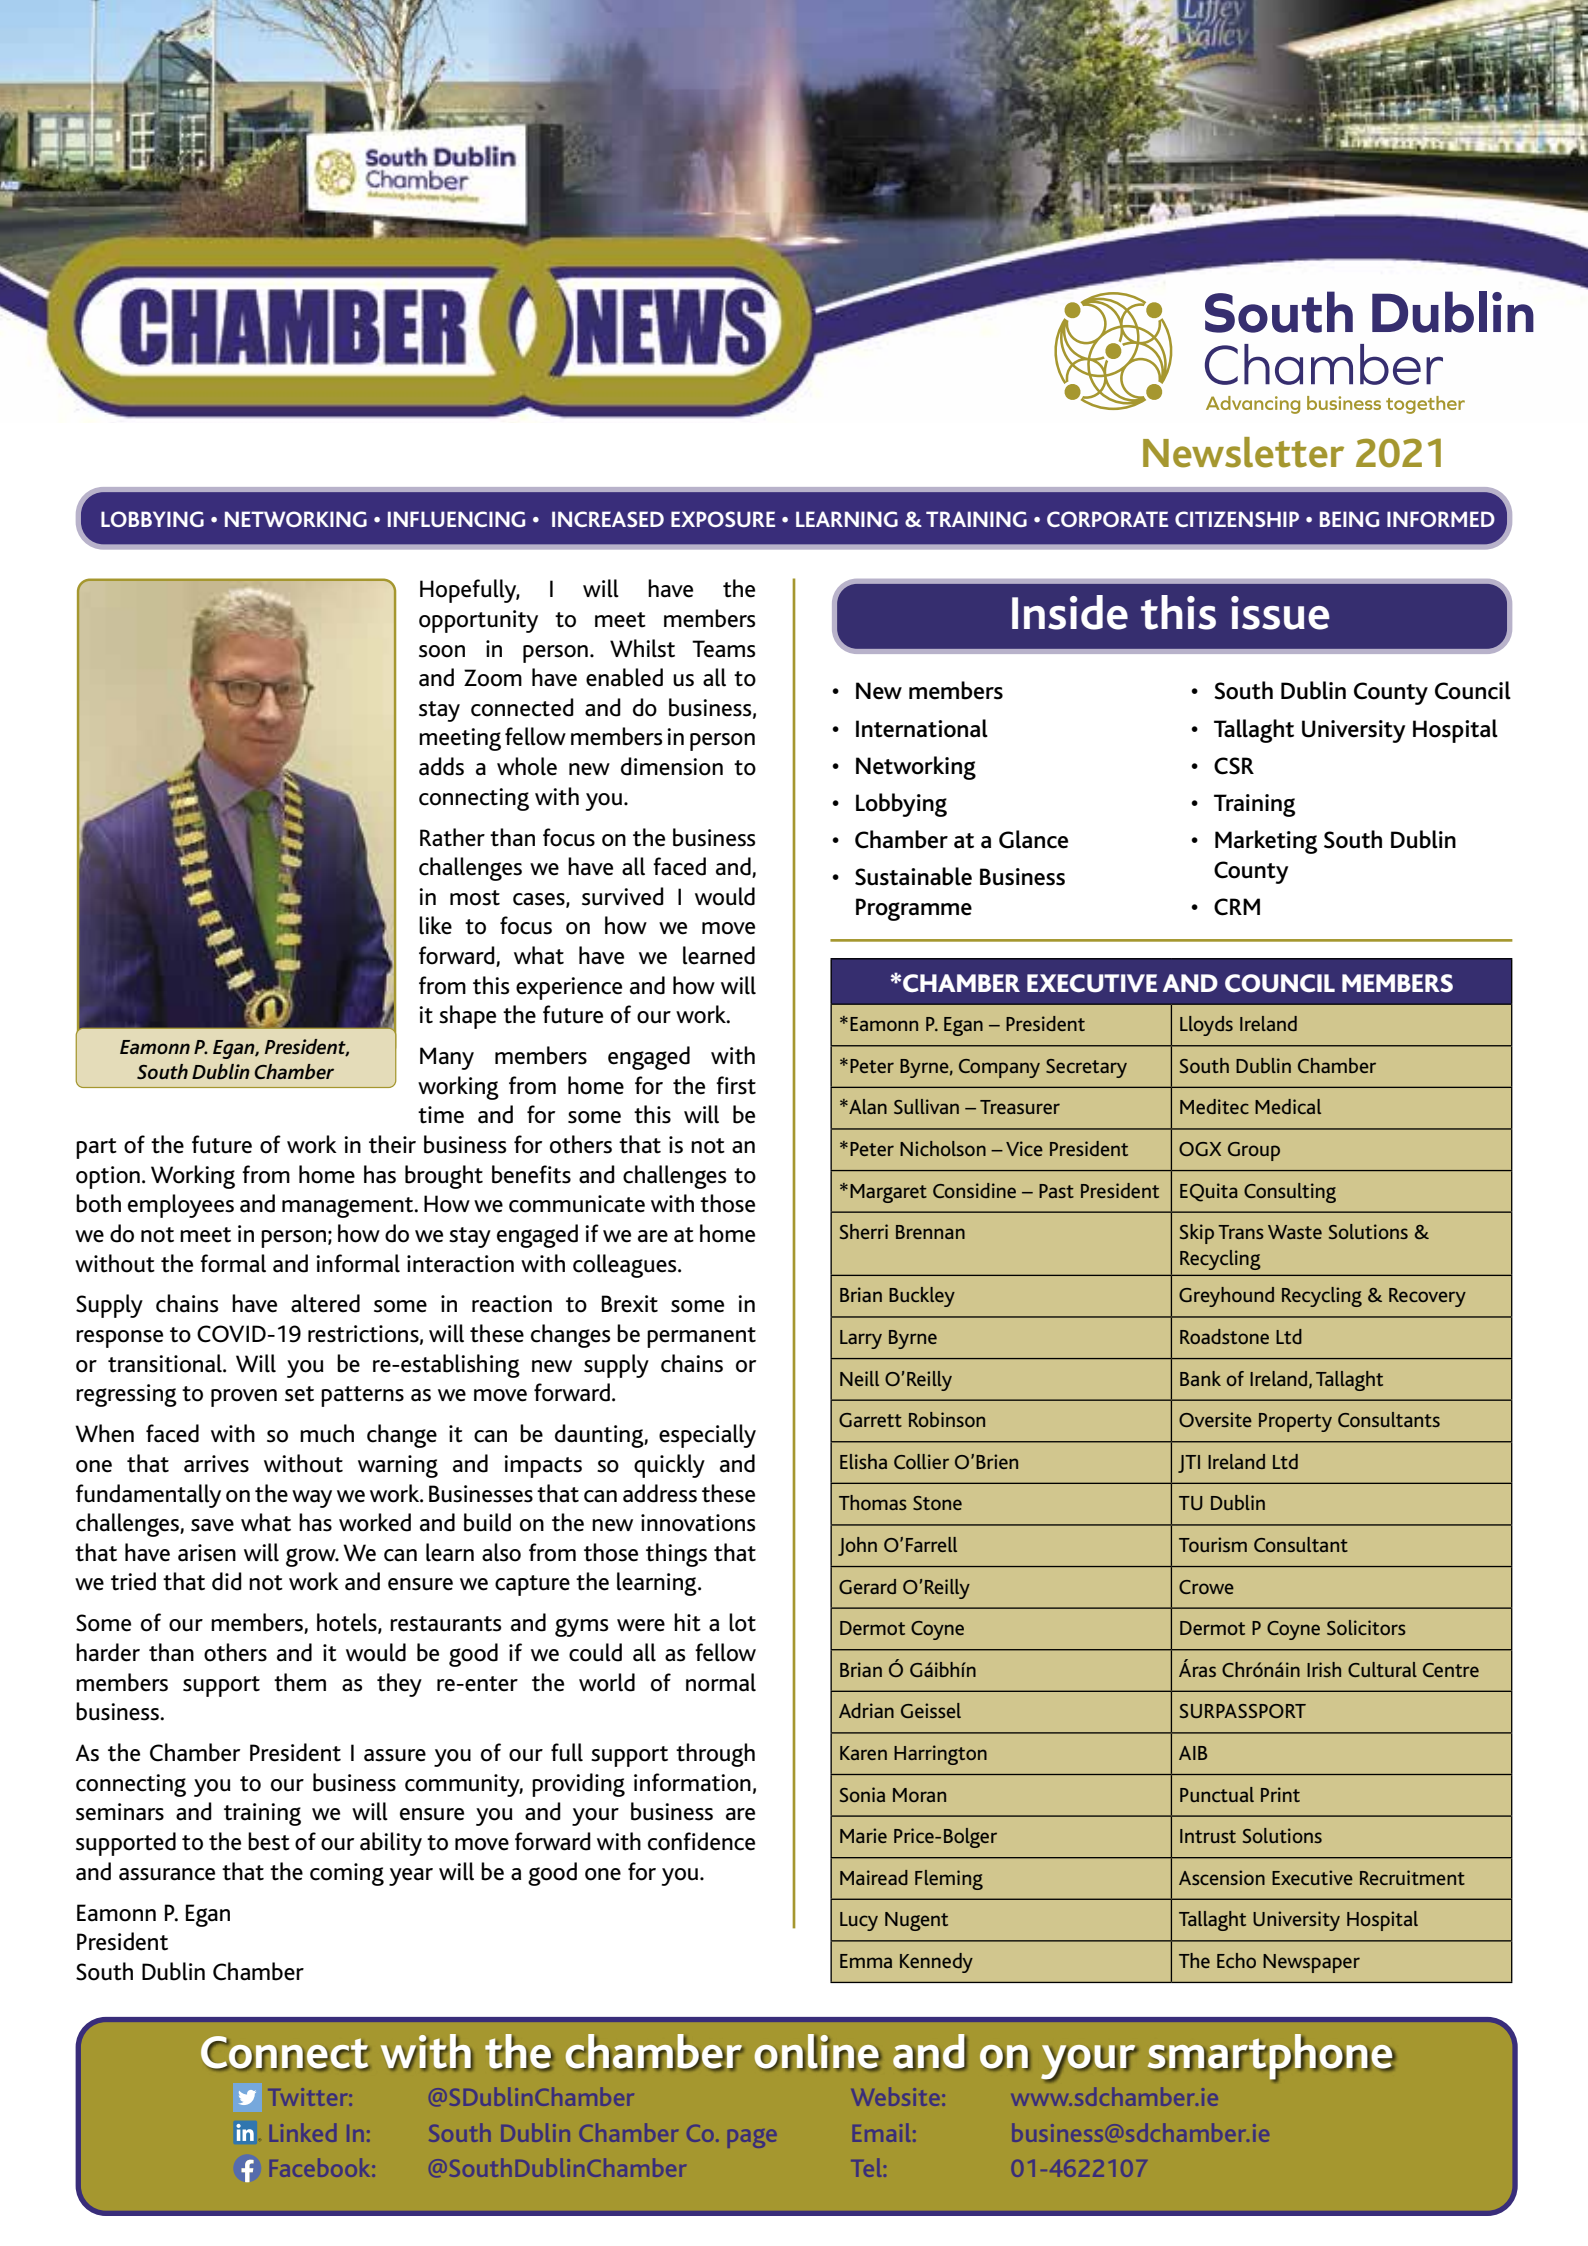 Liffey
Valley
South Dublin
Chamber
Advancing business together
CHAMBER NEWS
South Dublin
Chamber
Advancing business together
Newsletter 2021
LOBBYING • NETWORKING • INFLUENCING • INCREASED EXPOSURE • LEARNING & TRAINING • CORPORATE CITIZENSHIP • BEING INFORMED
Eamonn P. Egan, President,
South Dublin Chamber
Hopefully, I will have the
opportunity to meet members
soon in person. Whilst Teams
and Zoom have enabled us all to
stay connected and do business,
meeting fellow members in person
adds a whole new dimension to
connecting with you.
Rather than focus on the business
challenges we have all faced and,
in most cases, survived I would
like to focus on how we move
forward, what have we learned
from this experience and how will
it shape the future of our work.
Many members engaged with
working from home for the first
time and for some this will be
part of the future of work in their business for others that is not an
option. Working from home has brought benefits and challenges to
both employees and management. How we communicate with those
we do not meet in person; how do we stay engaged if we are at home
without the formal and informal interaction with colleagues.
Supply chains have altered some in reaction to Brexit some in
response to COVID-19 restrictions, will these changes be permanent
or transitional. Will you be re-establishing new supply chains or
regressing to proven set patterns as we move forward.
When faced with so much change it can be daunting, especially
one that arrives without warning and impacts so quickly and
fundamentally on the way we work. Businesses that can address these
challenges, save what has worked and build on the new innovations
that have arisen will grow. We can learn also from those things that
we tried that did not work and ensure we capture the learning.
Some of our members, hotels, restaurants and gyms were hit a lot
harder than others and it would be good if we could all as fellow
members support them as they re-enter the world of normal
business.
As the Chamber President I assure you of our full support through
connecting you to our business community, providing information,
seminars and training we will ensure you and your business are
supported to the best of our ability to move forward with confidence
and assurance that the coming year will be a good one for you.
Eamonn P. Egan
President
South Dublin Chamber
Inside this issue
• New members
• International
• Networking
• Lobbying
• Chamber at a Glance
• Sustainable Business
Programme
• South Dublin County Council
• Tallaght University Hospital
• CSR
• Training
• Marketing South Dublin
County
• CRM
*CHAMBER EXECUTIVE AND COUNCIL MEMBERS
*Eamonn P. Egan – President Lloyds Ireland
*Peter Byrne, Company Secretary South Dublin Chamber
*Alan Sullivan – Treasurer Meditec Medical
*Peter Nicholson – Vice President OGX Group
*Margaret Considine – Past President EQuita Consulting
Sherri Brennan Skip Trans Waste Solutions &
Recycling
Brian Buckley Greyhound Recycling & Recovery
Larry Byrne Roadstone Ltd
Neill O'Reilly Bank of Ireland, Tallaght
Garrett Robinson Oversite Property Consultants
Elisha Collier O'Brien JTI Ireland Ltd
Thomas Stone TU Dublin
John O'Farrell Tourism Consultant
Gerard O'Reilly Crowe
Dermot Coyne Dermot P Coyne Solicitors
Brian Ó Gáibhín Áras Chrónáin Irish Cultural Centre
Adrian Geissel SURPASSPORT
Karen Harrington AIB
Sonia Moran Punctual Print
Marie Price-Bolger Intrust Solutions
Mairead Fleming Ascension Executive Recruitment
Lucy Nugent Tallaght University Hospital
Emma Kennedy The Echo Newspaper
Connect with the chamber online and on your smartphone
Twitter: @SDublinChamber Website: www.sdchamber.ie
Linked In: South Dublin Chamber Co. page Email: business@sdchamber.ie
Facebook: @SouthDublinChamber Tel: 01-4622107